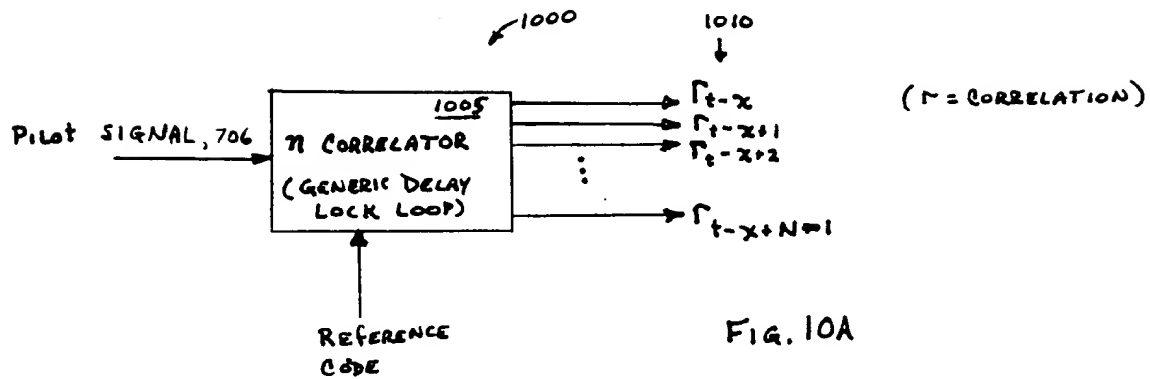 1000
1010
1005
Γt-x
(Γ = CORRELATION)
Pilot SIGNAL, 706
n CORRELATOR
Γt-x+1
(GENERIC DELAY
Γt-x+2
LOCK LOOP)
Γt-x+N-1
REFERENCE
CODE
FIG. 10A